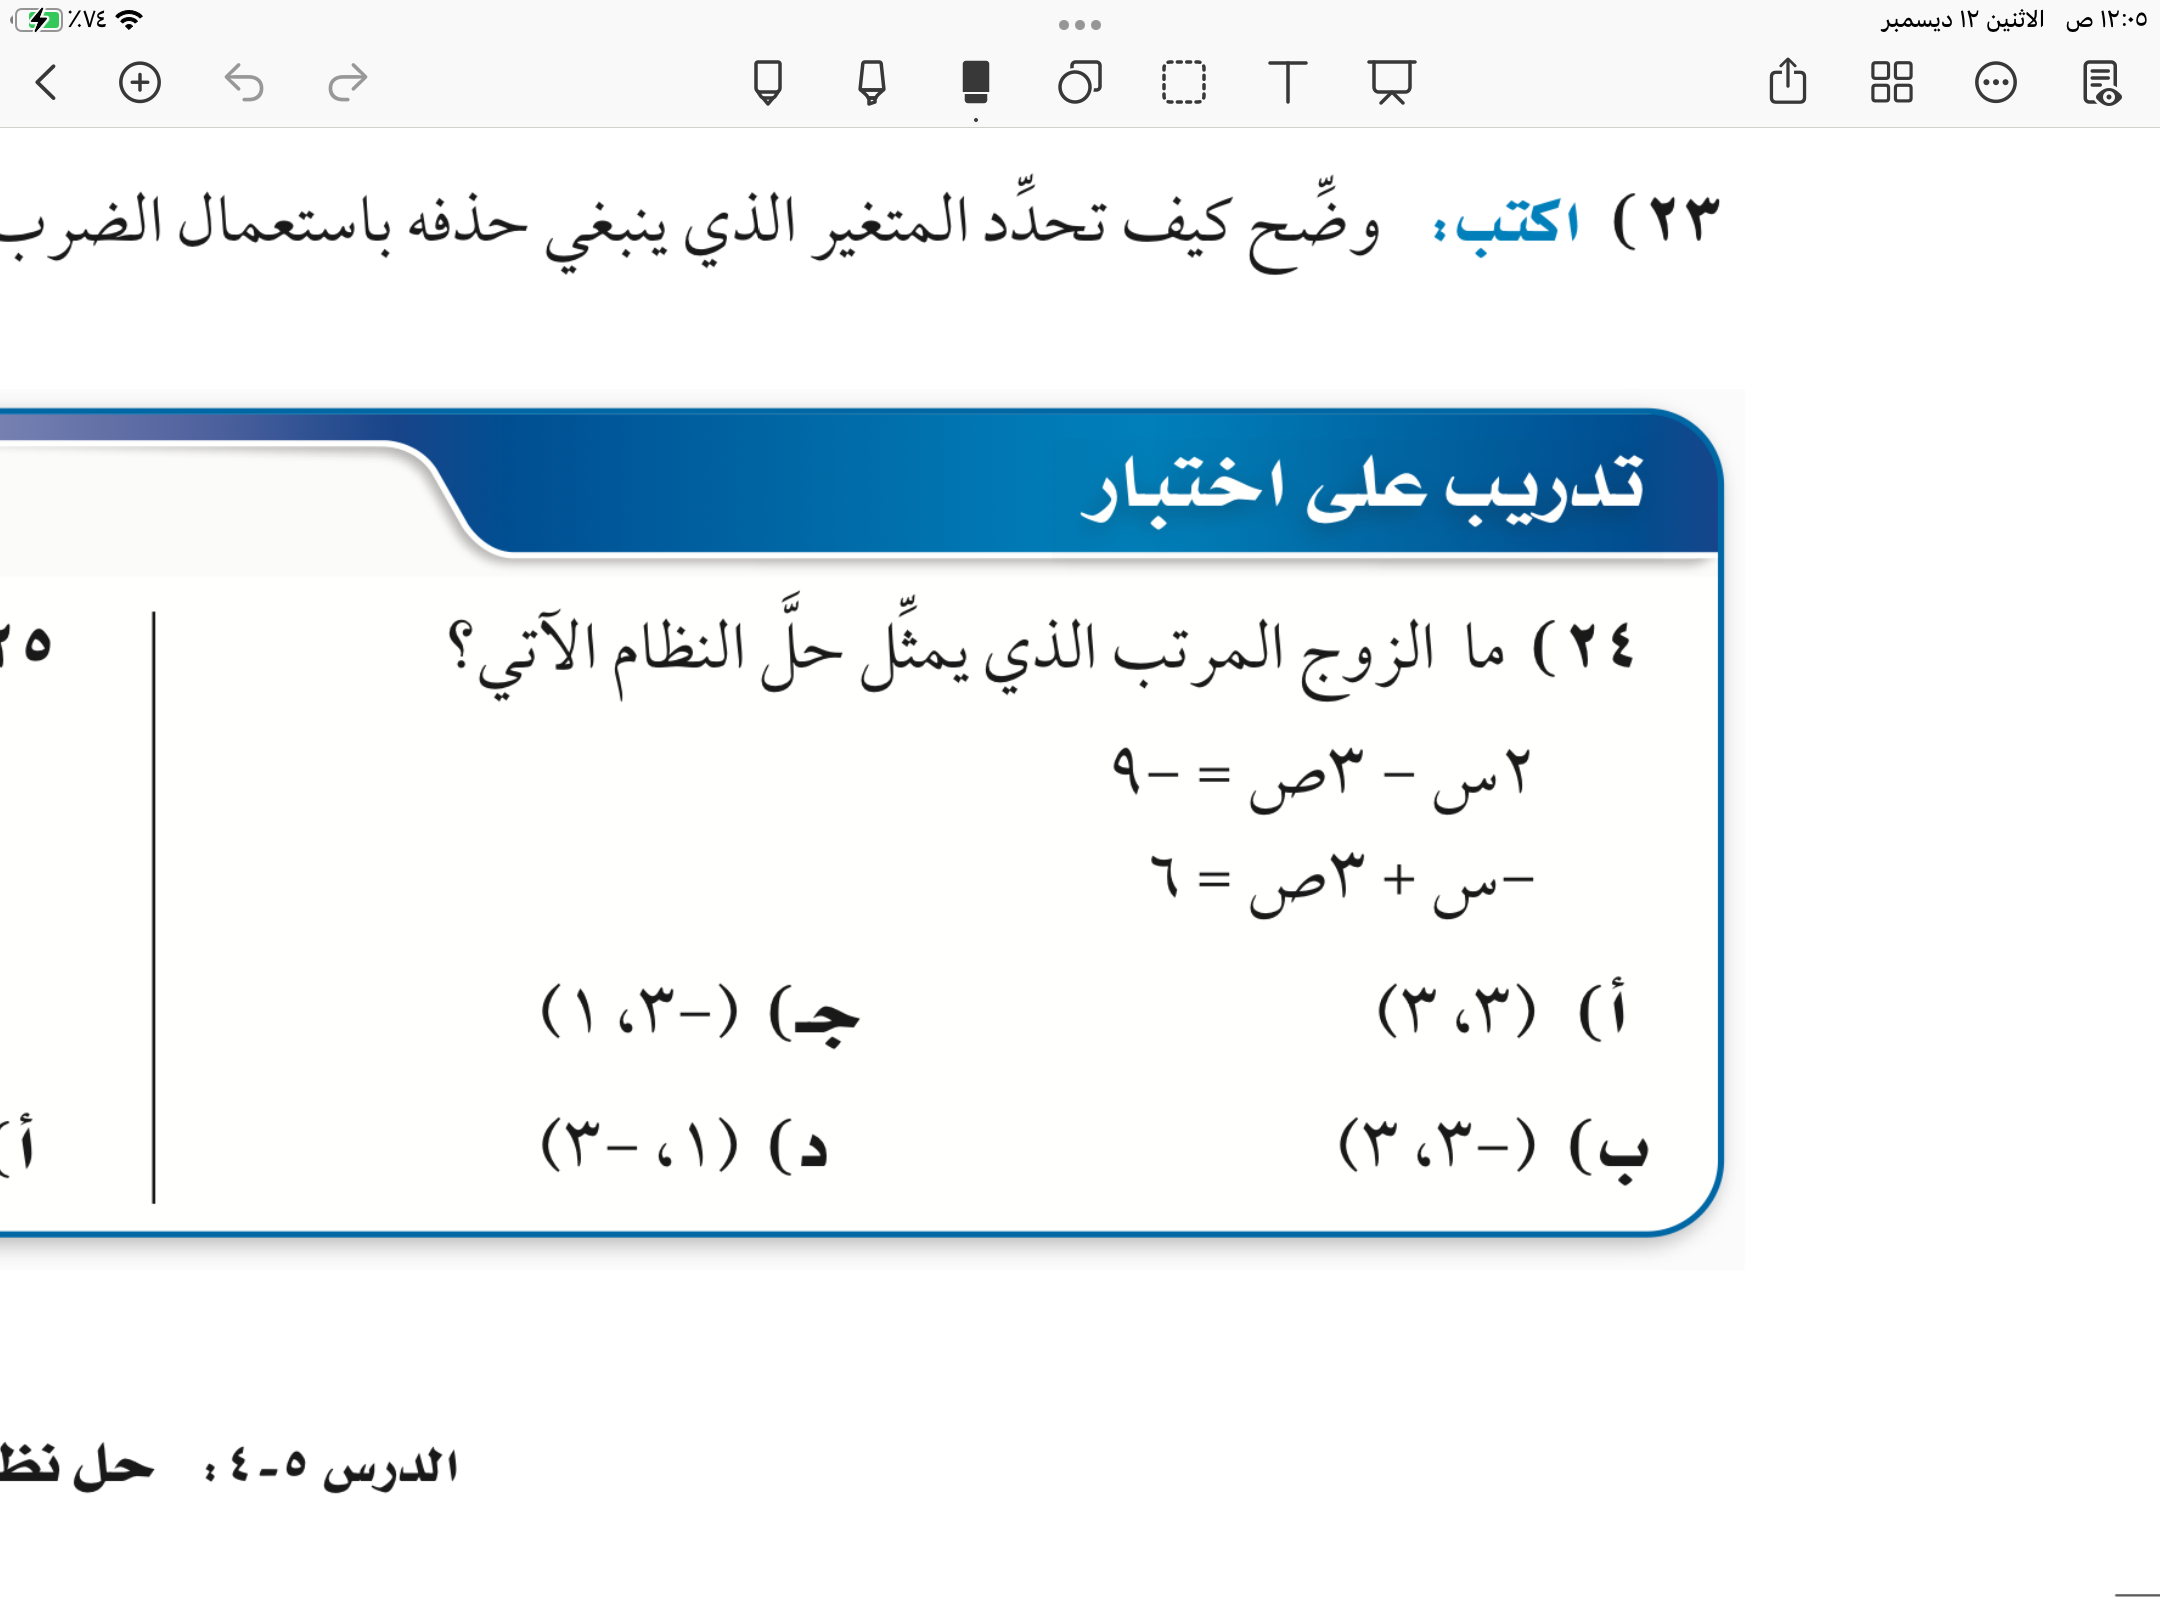 ١٢:٠٥ ص الاثنين ١٢ ديسمبر
٪٧٤
٢٣) اكتب: وضِّح كيف تحدِّد المتغير الذي ينبغي حذفه باستعمال الضرب
تدريب على اختبار
٢٤) ما الزوج المرتب الذي يمثِّل حلَّ النظام الآتي؟
٢س – ٣ص = –٩
–س + ٣ص = ٦
أ) (٣، ٣)
جـ) (–٣، ١)
ب) (–٣، ٣)
د) (١، –٣)
أ)
الدرس ٥-٤: حل